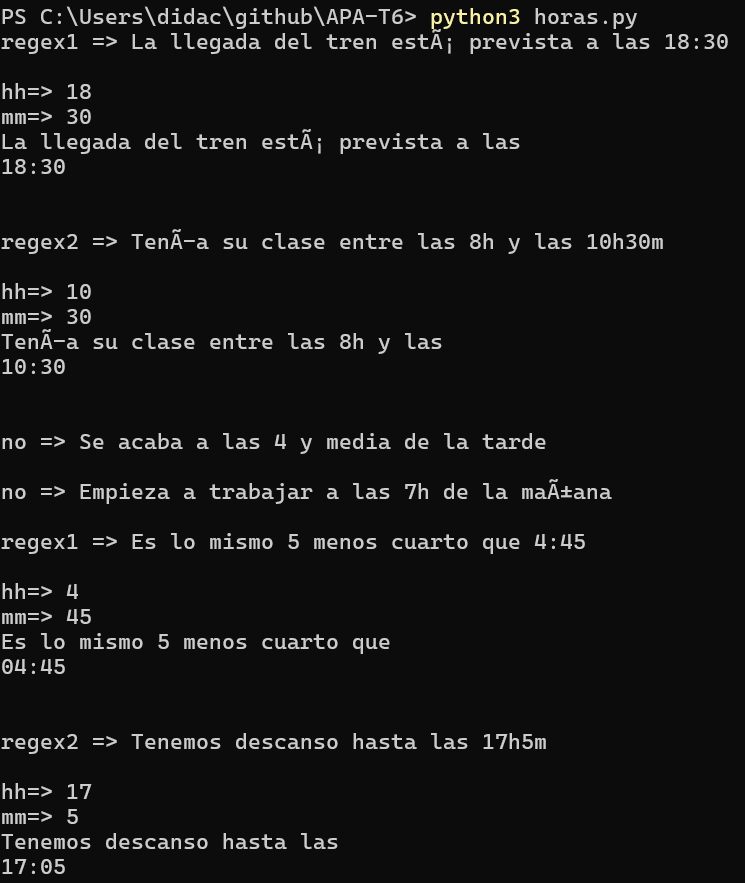 PS C:\Users\didac\github\APA-T6> python3 horas.py
regex1 => La llegada del tren estÃ¡ prevista a las 18:30
hh=> 18
mm=> 30
La llegada del tren estÃ¡ prevista a las
18:30
regex2 => TenÃ-a su clase entre las 8h y las 10h30m
hh=> 10
mm=> 30
TenÃ-a su clase entre las 8h y las
10:30
no => Se acaba a las 4 y media de la tarde
no => Empieza a trabajar a las 7h de la maÃ±ana
regex1 => Es lo mismo 5 menos cuarto que 4:45
hh=> 4
mm=> 45
Es lo mismo 5 menos cuarto que
04:45
regex2 => Tenemos descanso hasta las 17h5m
hh=> 17
mm=> 5
Tenemos descanso hasta las
17:05